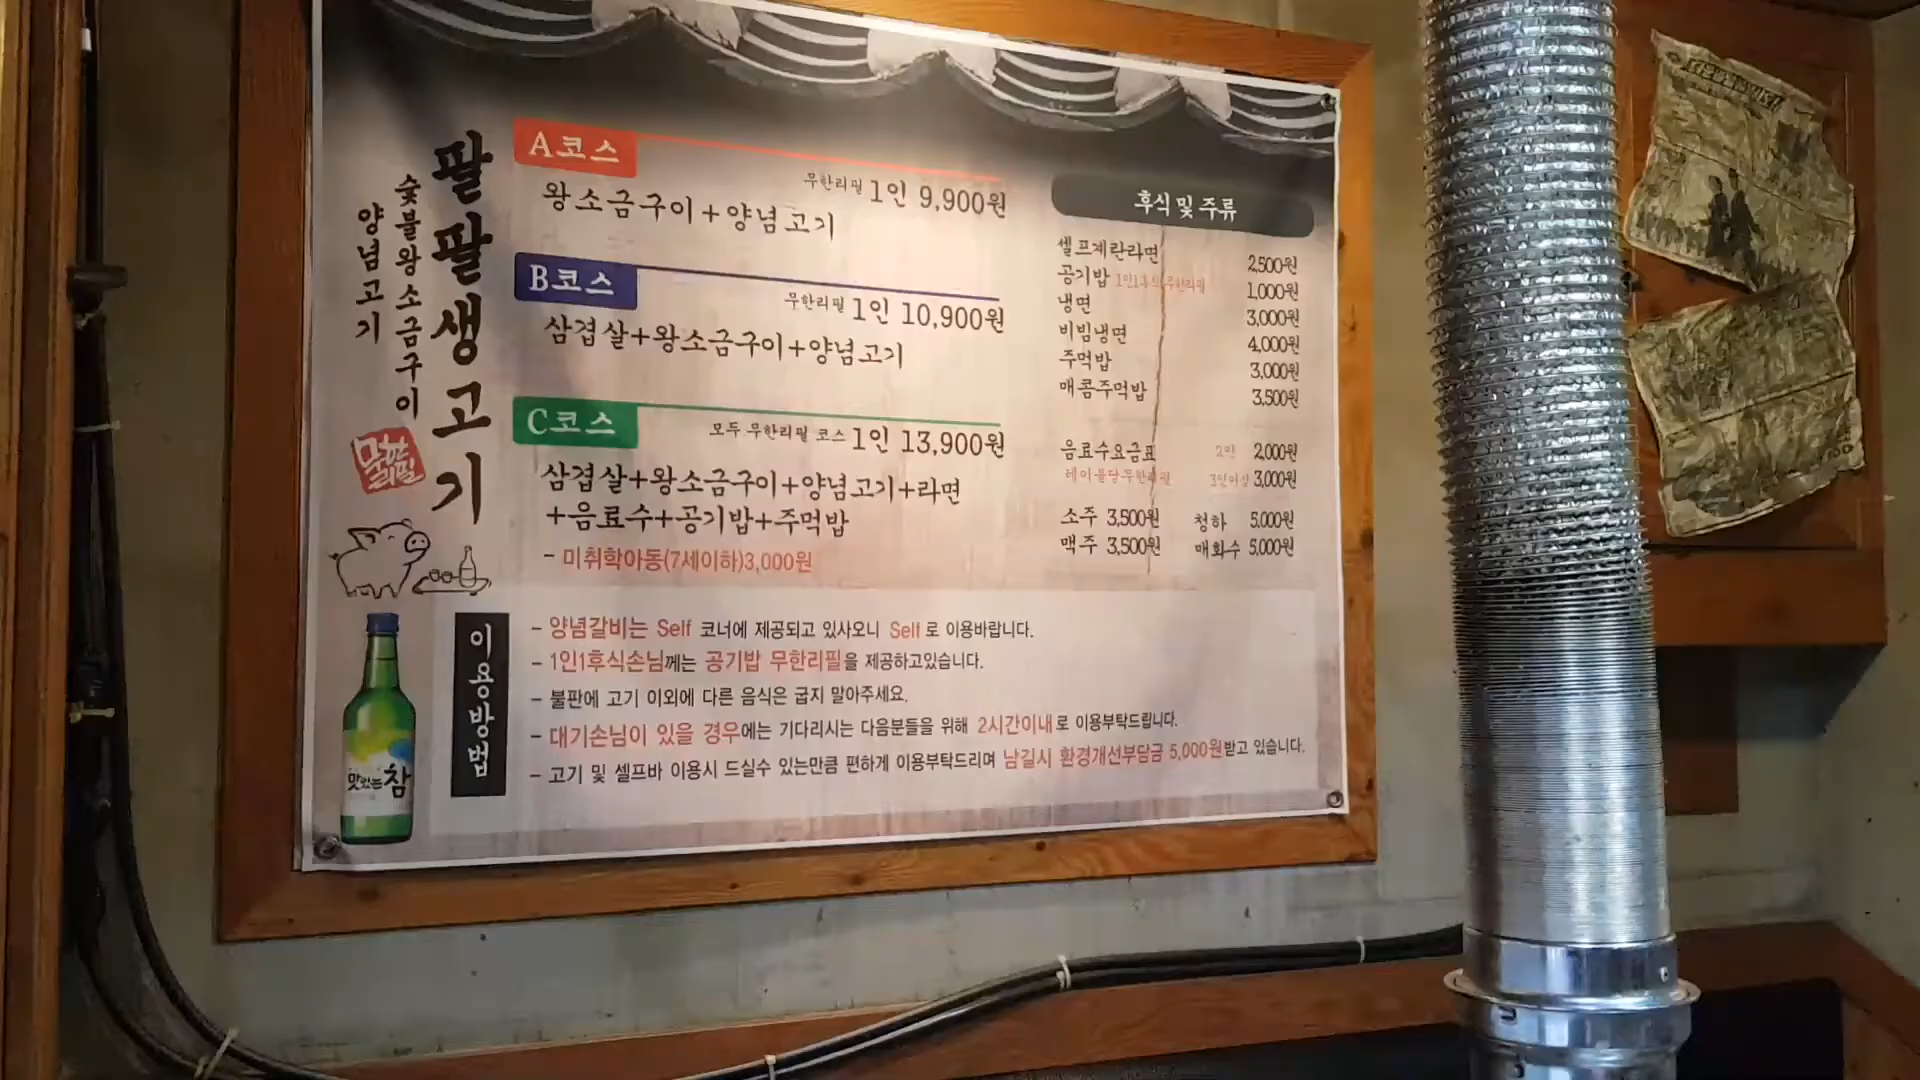 팔팔생고기
숯불왕소금구이
양념고기
무한리필
A코스
무한리필 1인 9,900원
왕소금구이+양념고기
B코스
무한리필 1인 10,900원
삼겹살+왕소금구이+양념고기
C코스
모두 무한리필 코스 1인 13,900원
삼겹살+왕소금구이+양념고기+라면
+음료수+공기밥+주먹밥
- 미취학아동(7세이하)3,000원
후식 및 주류
셀프계란라면 2,500원
공기밥 1인1후식 무한리필 1,000원
냉면 3,000원
비빔냉면 4,000원
주먹밥 3,000원
매콤주먹밥 3,500원
음료수요금표 2인 2,000원
테이블당무한리필 3인이상 3,000원
소주 3,500원 청하 5,000원
맥주 3,500원 매화수 5,000원
이용방법
- 양념갈비는 Self 코너에 제공되고 있사오니 Self로 이용바랍니다.
- 1인1후식손님께는 공기밥 무한리필을 제공하고있습니다.
- 불판에 고기 이외에 다른 음식은 굽지 말아주세요.
- 대기손님이 있을 경우에는 기다리시는 다음분들을 위해 2시간이내로 이용부탁드립니다.
- 고기 및 셀프바 이용시 드실수 있는만큼 편하게 이용부탁드리며 남길시 환경개선부담금 5,000원받고 있습니다.
맛있는참